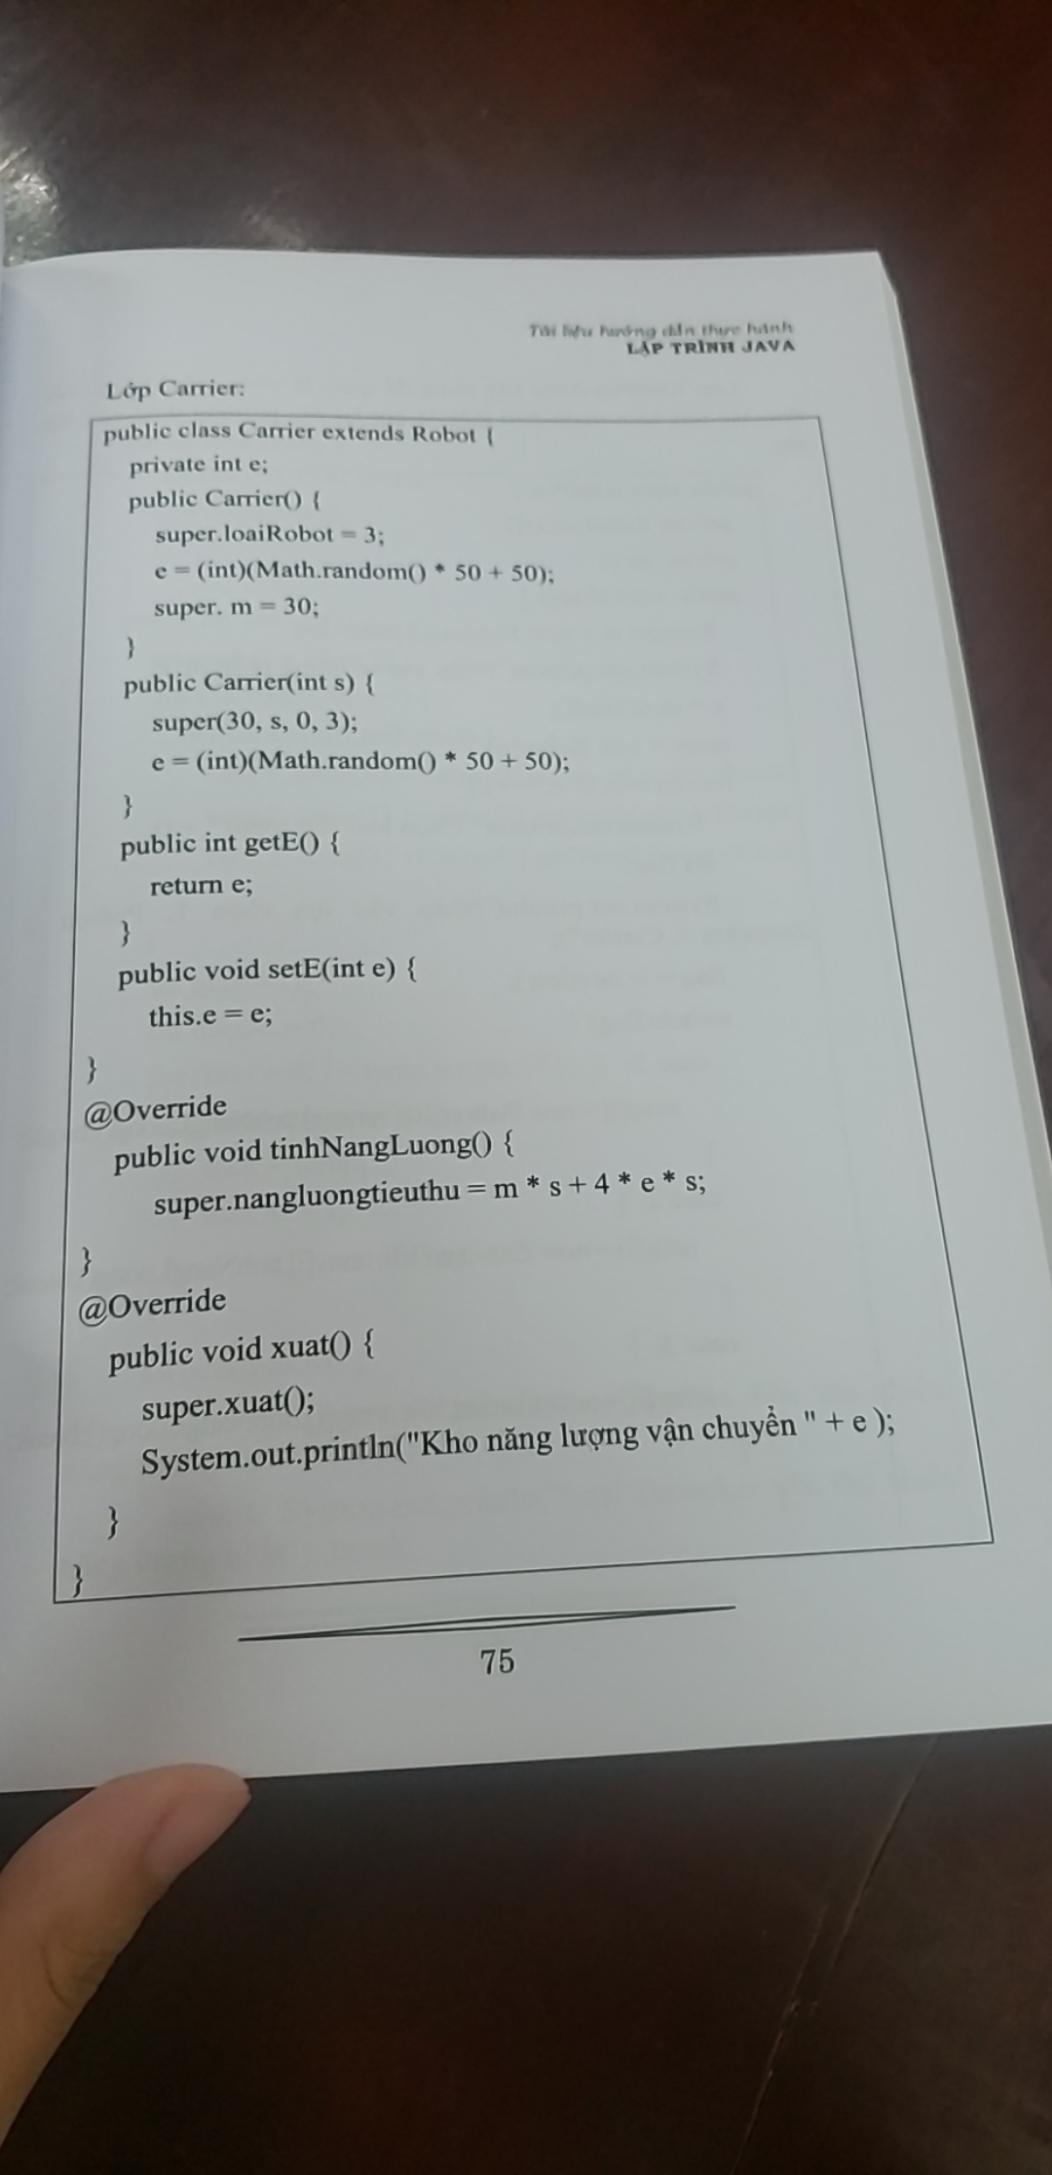 Tài liệu hướng dẫn thực hành
LẬP TRÌNH JAVA
Lớp Carrier:
public class Carrier extends Robot {
private int e;
public Carrier() {
super.loaiRobot = 3;
e = (int)(Math.random() * 50 + 50);
super. m = 30;
}
public Carrier(int s) {
super(30, s, 0, 3);
e = (int)(Math.random() * 50 + 50);
}
public int getE() {
return e;
}
public void setE(int e) {
this.e = e;
}
@Override
public void tinhNangLuong() {
super.nangluongtieuthu = m * s + 4 * e * s;
}
@Override
public void xuat() {
super.xuat();
System.out.println("Kho năng lượng vận chuyển " + e );
}
}
75